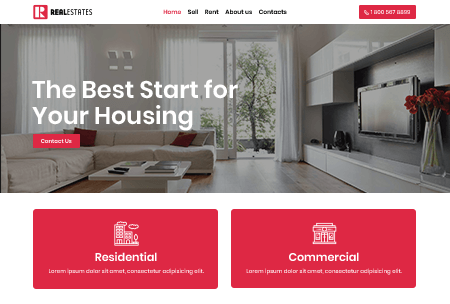 REALESTATES
Home Sell Rent About us Contacts
1 800 567 8899
The Best Start for
Your Housing
Contact Us
Residential
Lorem ipsum dolor sit amet, consectetur adipisicing elit.
Commercial
Lorem ipsum dolor sit amet, consectetur adipisicing elit.